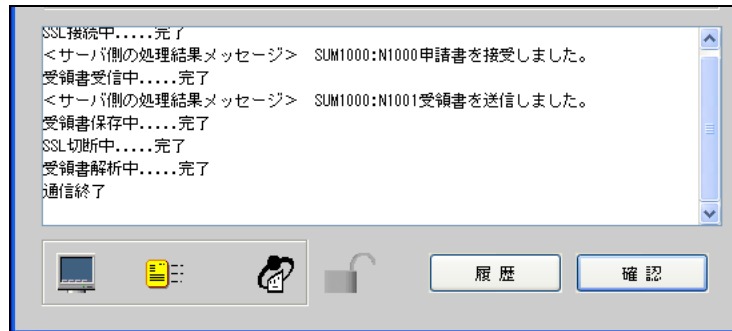 SSL接続中.....完了
<サーバ側の処理結果メッセージ> SUM1000:N1000申請書を接受しました。
受領書受信中.....完了
<サーバ側の処理結果メッセージ> SUM1000:N1001受領書を送信しました。
受領書保存中.....完了
SSL切断中.....完了
受領書解析中.....完了
通信終了
履 歴 確 認